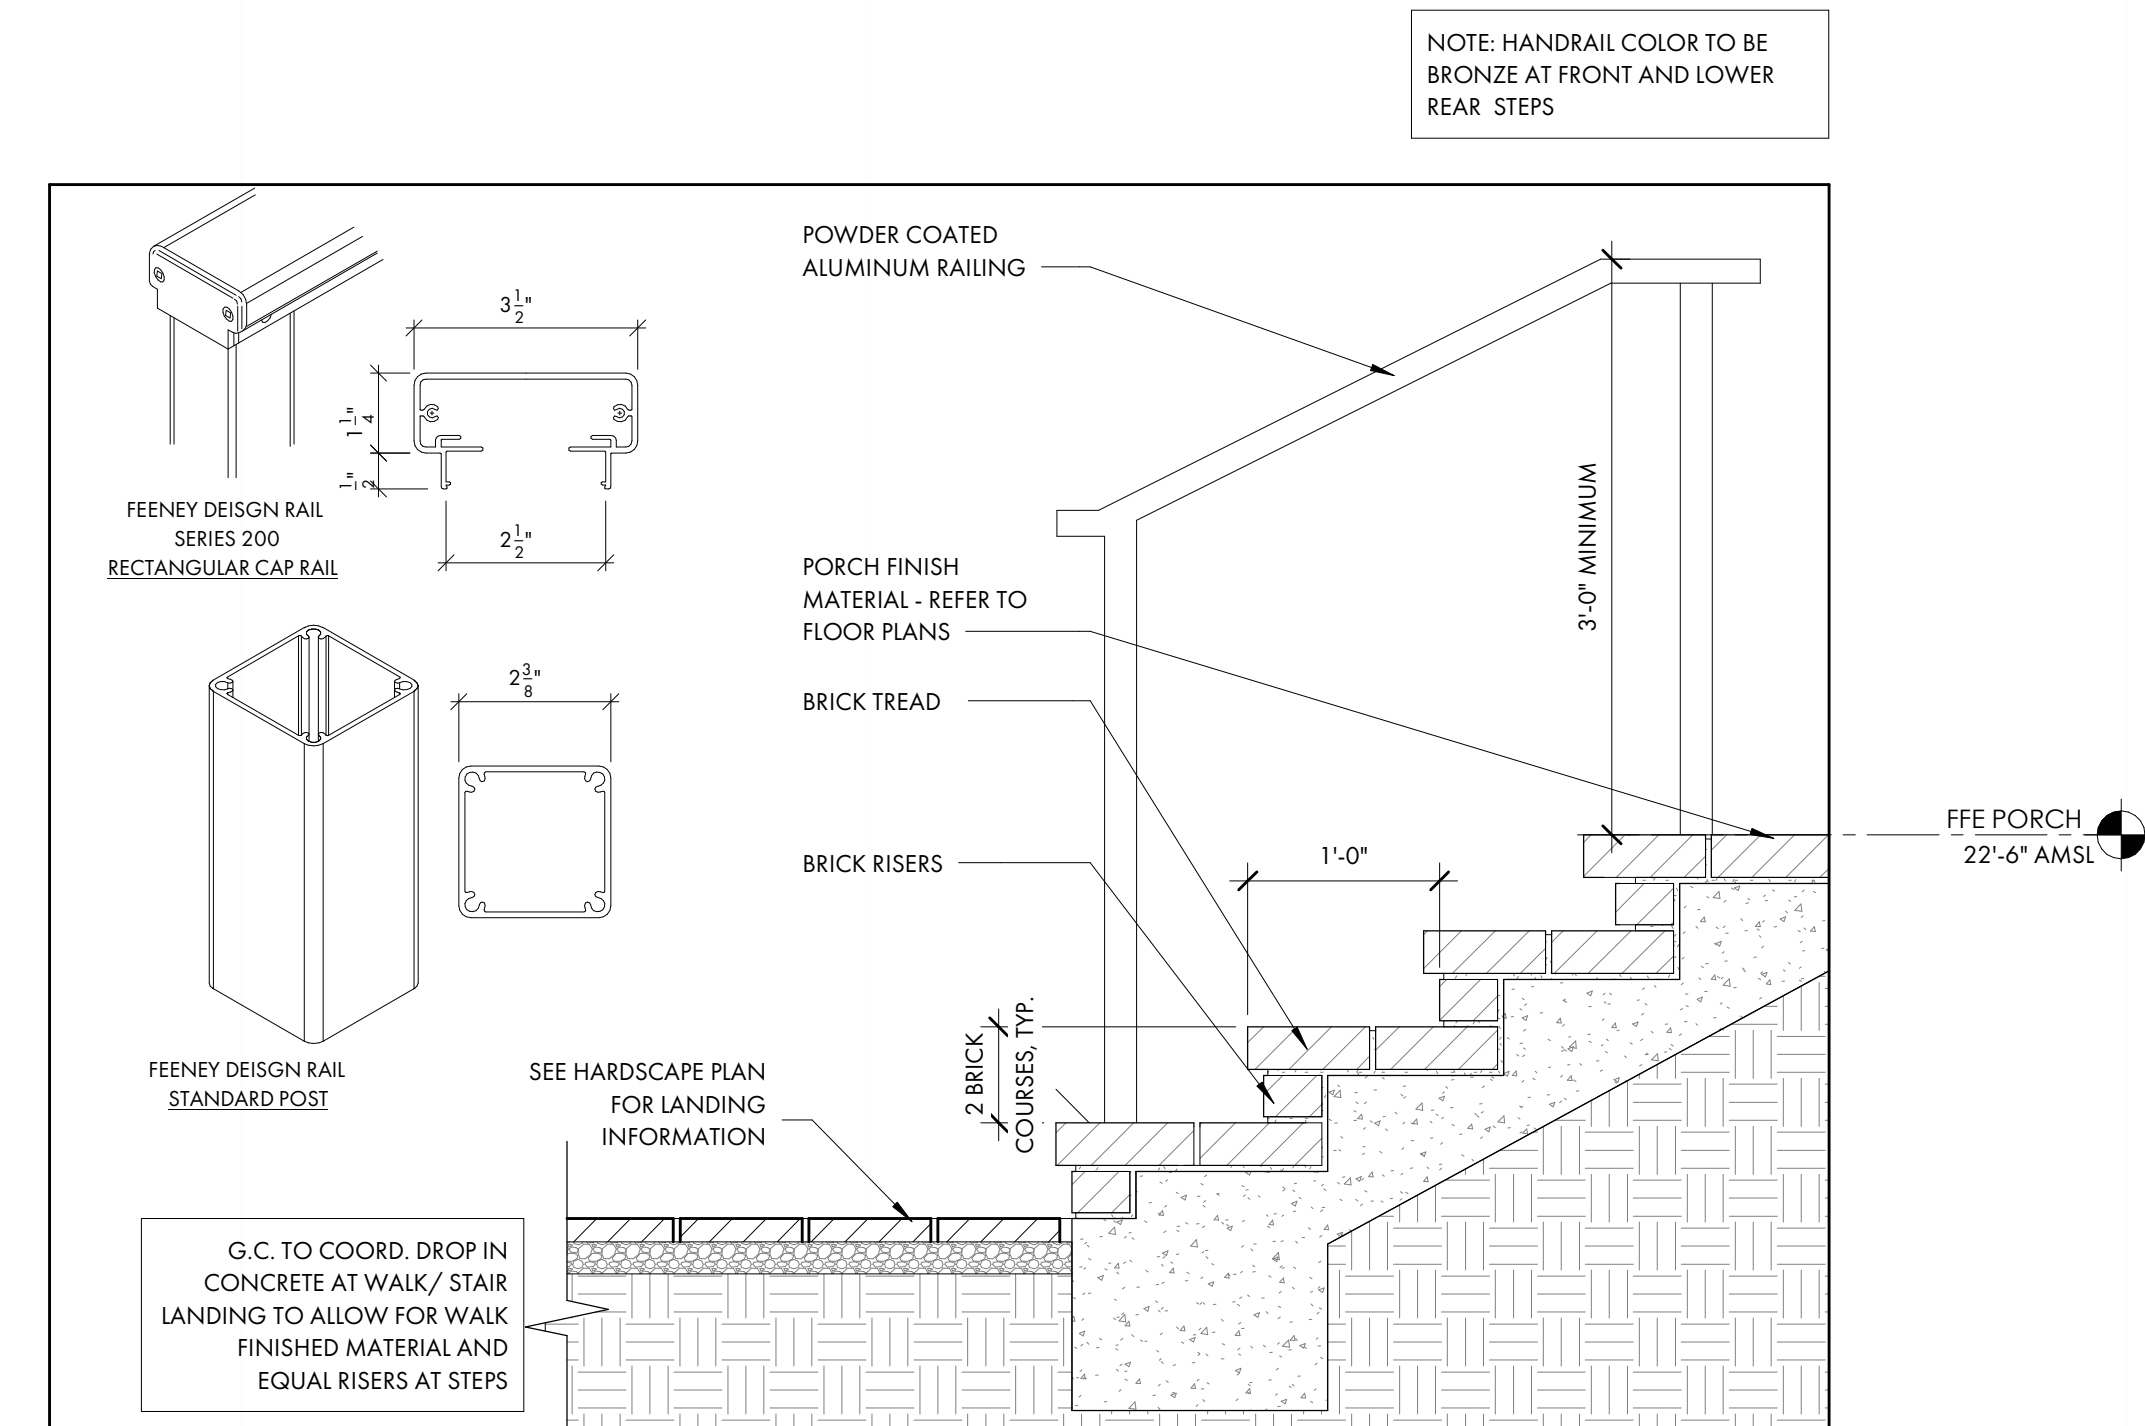 NOTE: HANDRAIL COLOR TO BE
BRONZE AT FRONT AND LOWER
REAR STEPS
POWDER COATED
ALUMINUM RAILING
3 1/2"
1 1/4"
1/2"
2 1/2"
FEENEY DEISGN RAIL
SERIES 200
RECTANGULAR CAP RAIL
PORCH FINISH
MATERIAL - REFER TO
FLOOR PLANS
3'-0" MINIMUM
2 3/8"
BRICK TREAD
FFE PORCH
22'-6" AMSL
BRICK RISERS
1'-0"
2 BRICK
COURSES, TYP.
FEENEY DEISGN RAIL
STANDARD POST
SEE HARDSCAPE PLAN
FOR LANDING
INFORMATION
G.C. TO COORD. DROP IN
CONCRETE AT WALK/ STAIR
LANDING TO ALLOW FOR WALK
FINISHED MATERIAL AND
EQUAL RISERS AT STEPS